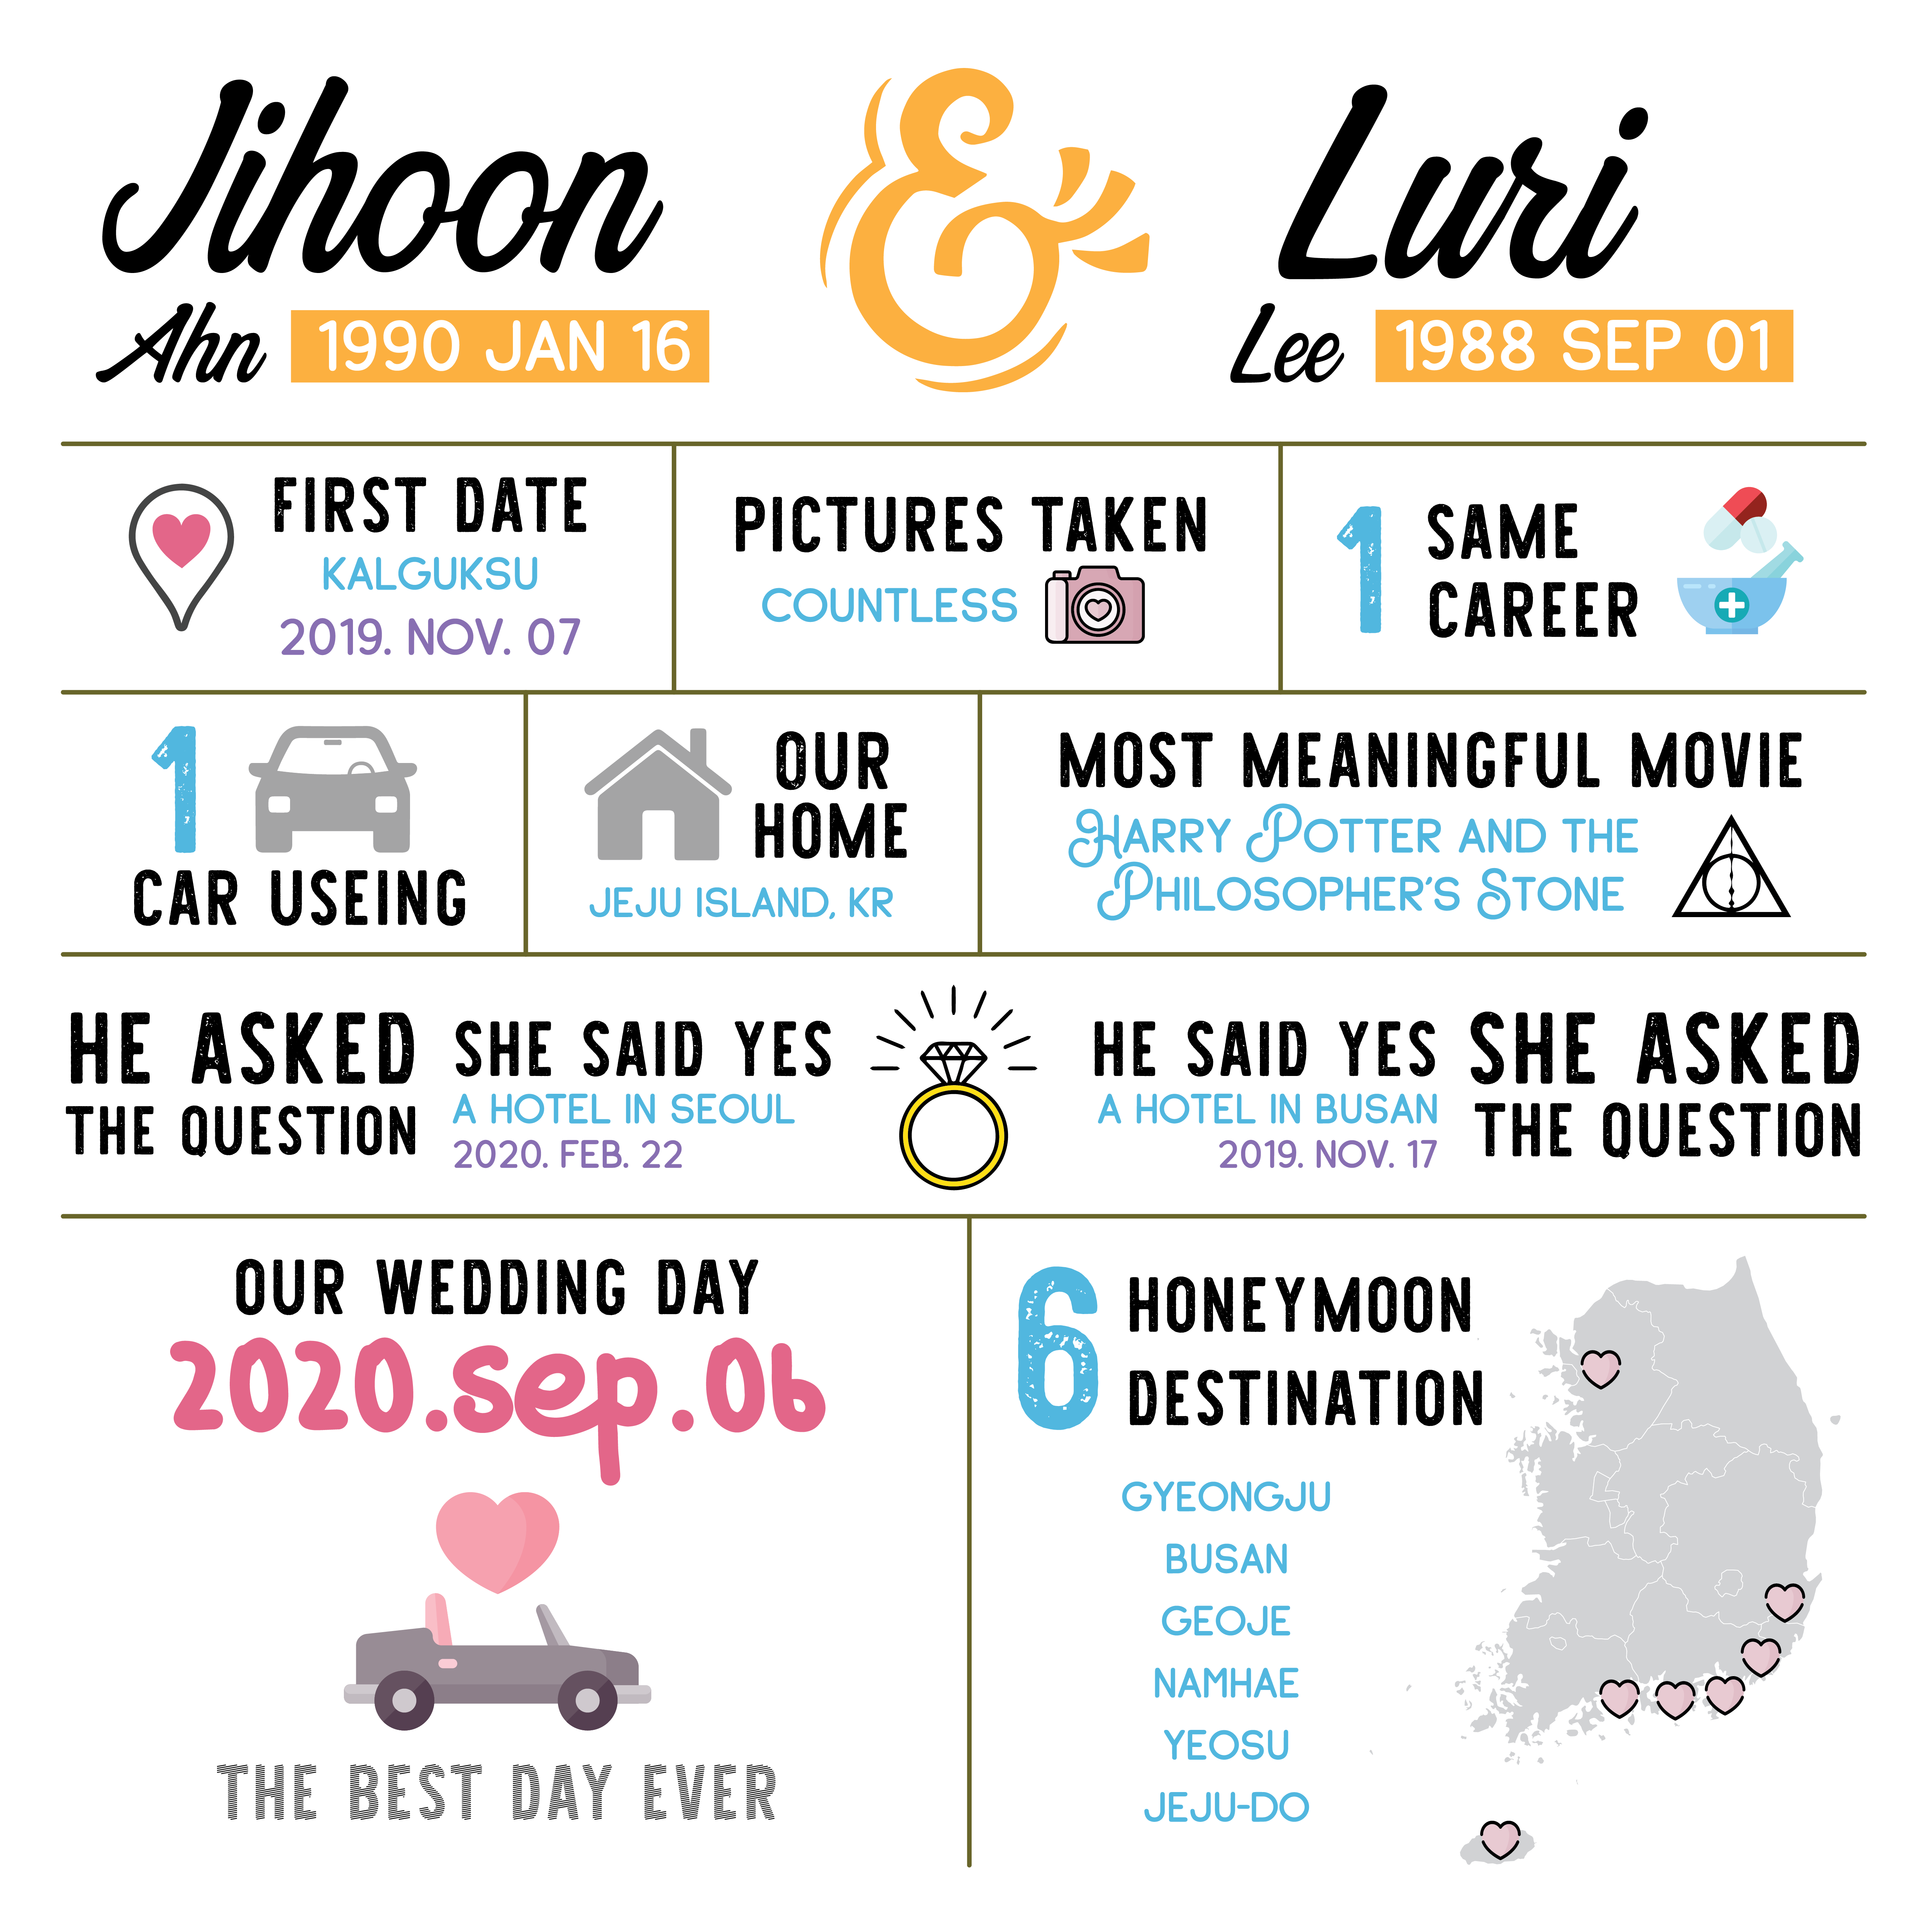 Jihoon & Luri
Ahn 1990 JAN 16
Lee 1988 SEP 01
FIRST DATE
KALGUKSU
2019. NOV. 07
PICTURES TAKEN
COUNTLESS
1 SAME
CAREER
1
CAR USEING
OUR
HOME
JEJU ISLAND, KR
MOST MEANINGFUL MOVIE
HARRY POTTER AND THE
PHILOSOPHER'S STONE
HE ASKED
THE QUESTION
SHE SAID YES
A HOTEL IN SEOUL
2020. FEB. 22
HE SAID YES
A HOTEL IN BUSAN
2019. NOV. 17
SHE ASKED
THE QUESTION
OUR WEDDING DAY
2020.sep.06
THE BEST DAY EVER
6 HONEYMOON
DESTINATION
GYEONGJU
BUSAN
GEOJE
NAMHAE
YEOSU
JEJU-DO